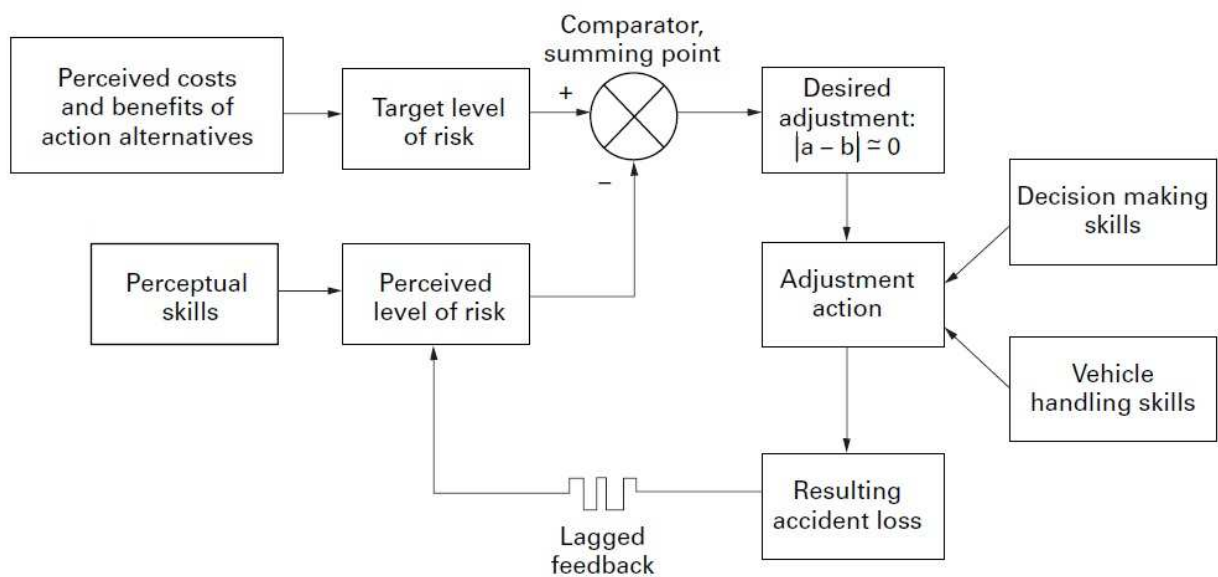 Comparator,
summing point
Perceived costs
and benefits of
action alternatives
Target level
of risk
+
Desired
adjustment:
|a – b| ≃ 0
–
Decision making
skills
Perceptual
skills
Perceived
level of risk
Adjustment
action
Vehicle
handling skills
Resulting
accident loss
Lagged
feedback